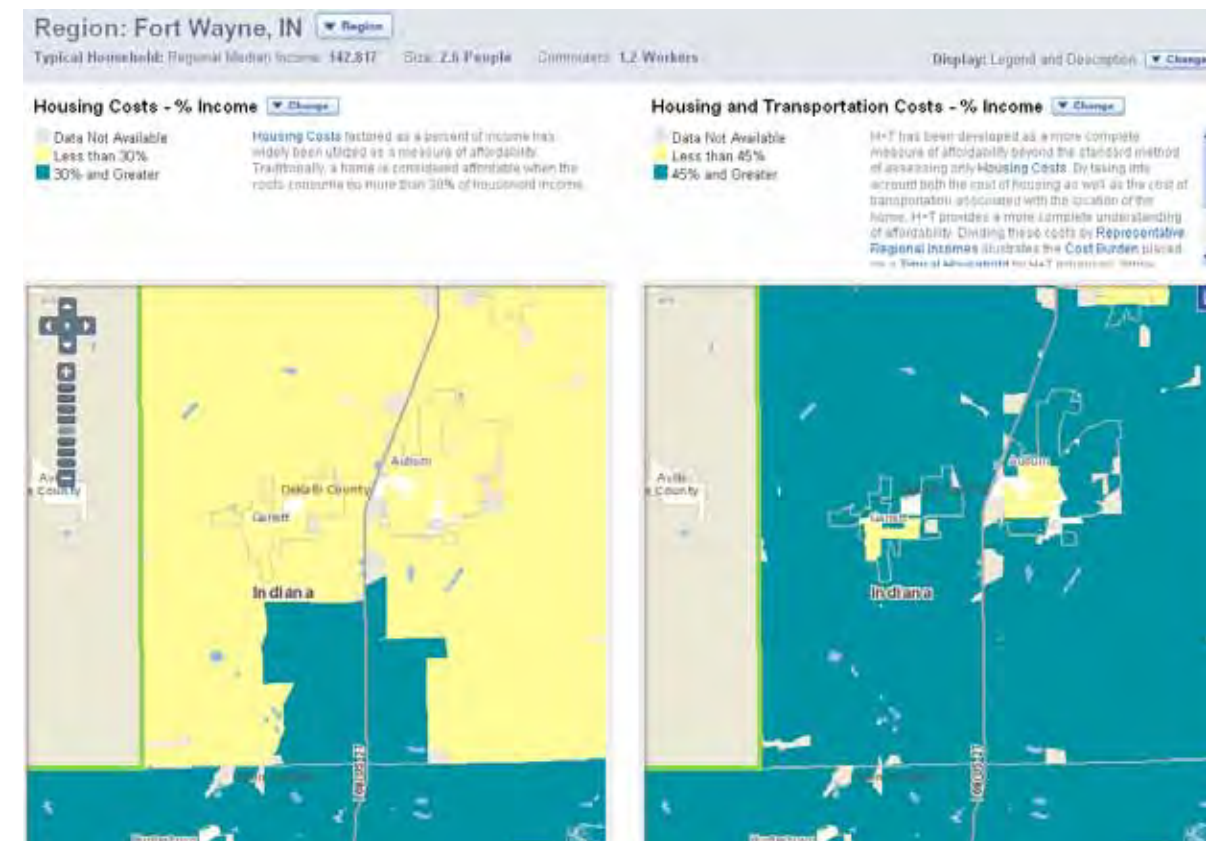 Region: Fort Wayne, IN ▼ Region
Typical Household: Regional Median Income: $42,817 Size: 2.6 People Commuters: 1.2 Workers
Display: Legend and Description ▼ Change
Housing Costs - % Income ▼ Change
Data Not Available
Less than 30%
30% and Greater
Housing Costs factored as a percent of income has
widely been utilized as a measure of affordability.
Traditionally, a home is considered affordable when the
costs consume no more than 30% of household income.
Housing and Transportation Costs - % Income ▼ Change
Data Not Available
Less than 45%
45% and Greater
H+T has been developed as a more complete
measure of affordability beyond the standard method
of assessing only Housing Costs. By taking into
account both the cost of housing as well as the cost of
transportation associated with the location of the
home, H+T provides a more complete understanding
of affordability. Dividing these costs by Representative
Regional Incomes illustrates the Cost Burden placed
Auburn
DeKalb County
Garrett
County
Indiana
Auburn
Garrett
County
Indiana